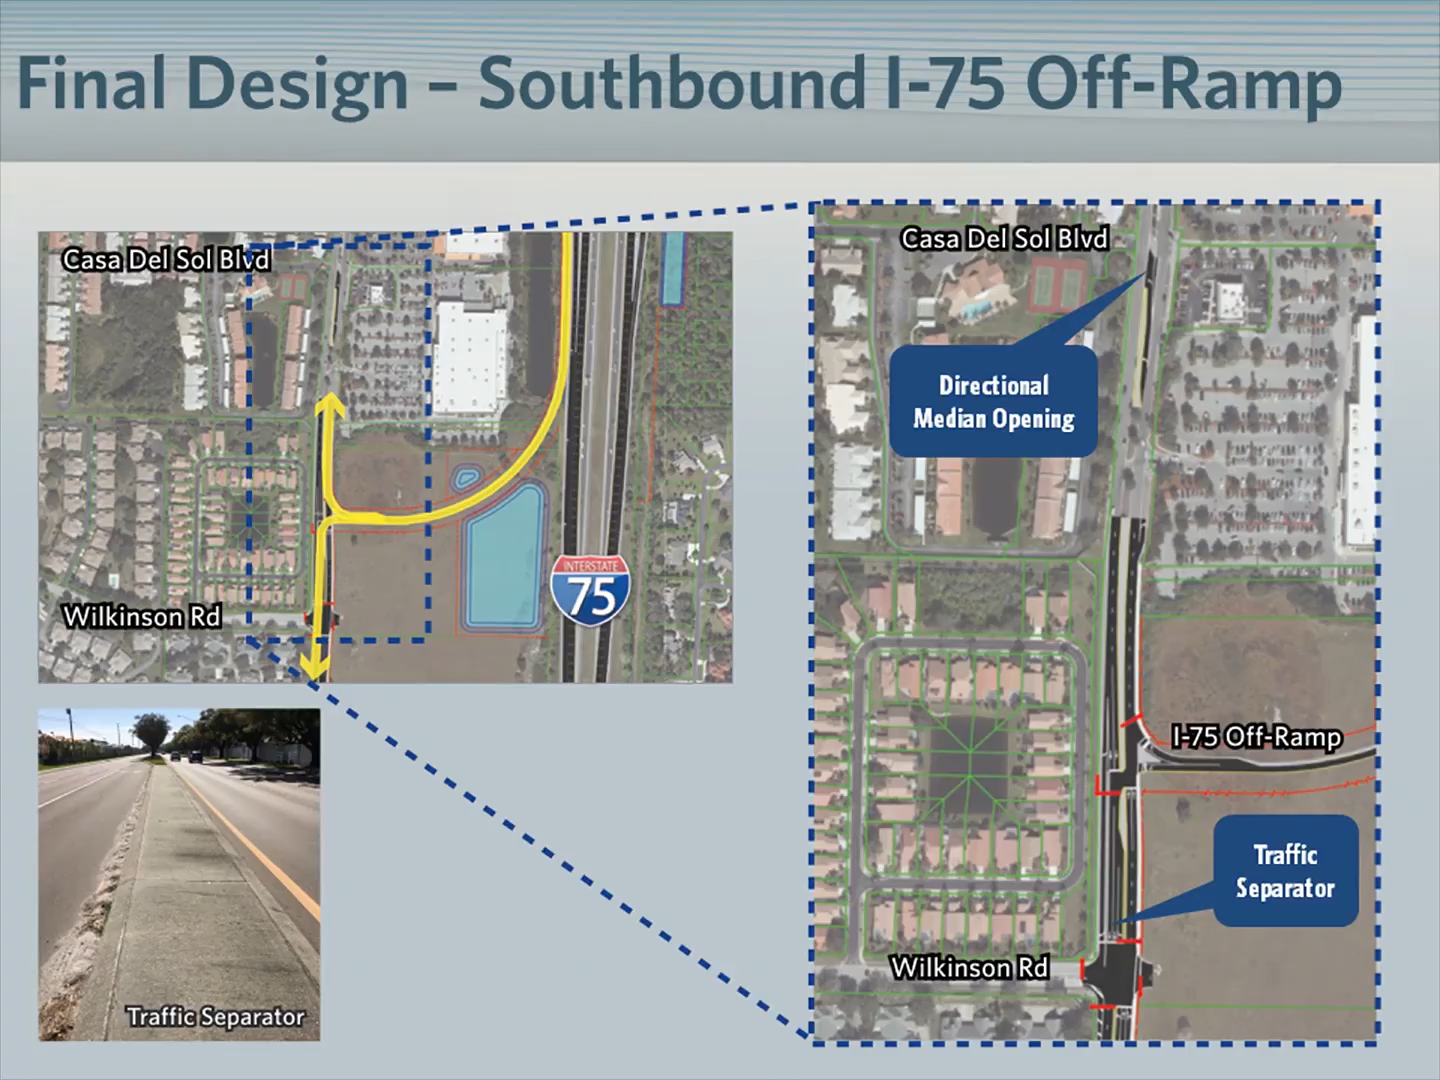 Final Design – Southbound I-75 Off-Ramp
Casa Del Sol Blvd
Wilkinson Rd
INTERSTATE
75
Traffic Separator
Casa Del Sol Blvd
Directional
Median Opening
I-75 Off-Ramp
Traffic
Separator
Wilkinson Rd